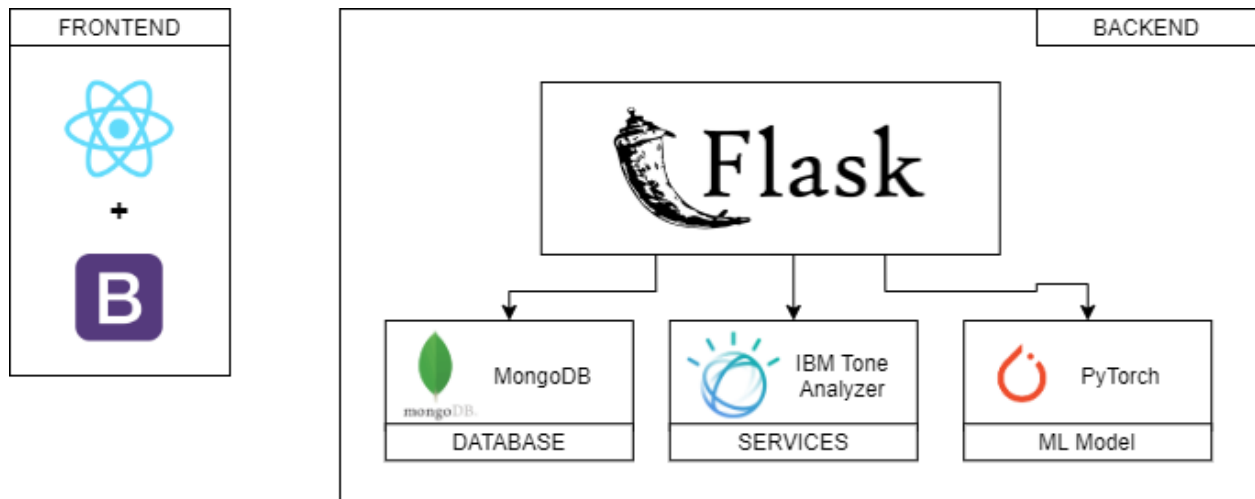 FRONTEND
+
B
BACKEND
Flask
mongoDB.
MongoDB
DATABASE
IBM Tone
Analyzer
SERVICES
PyTorch
ML Model